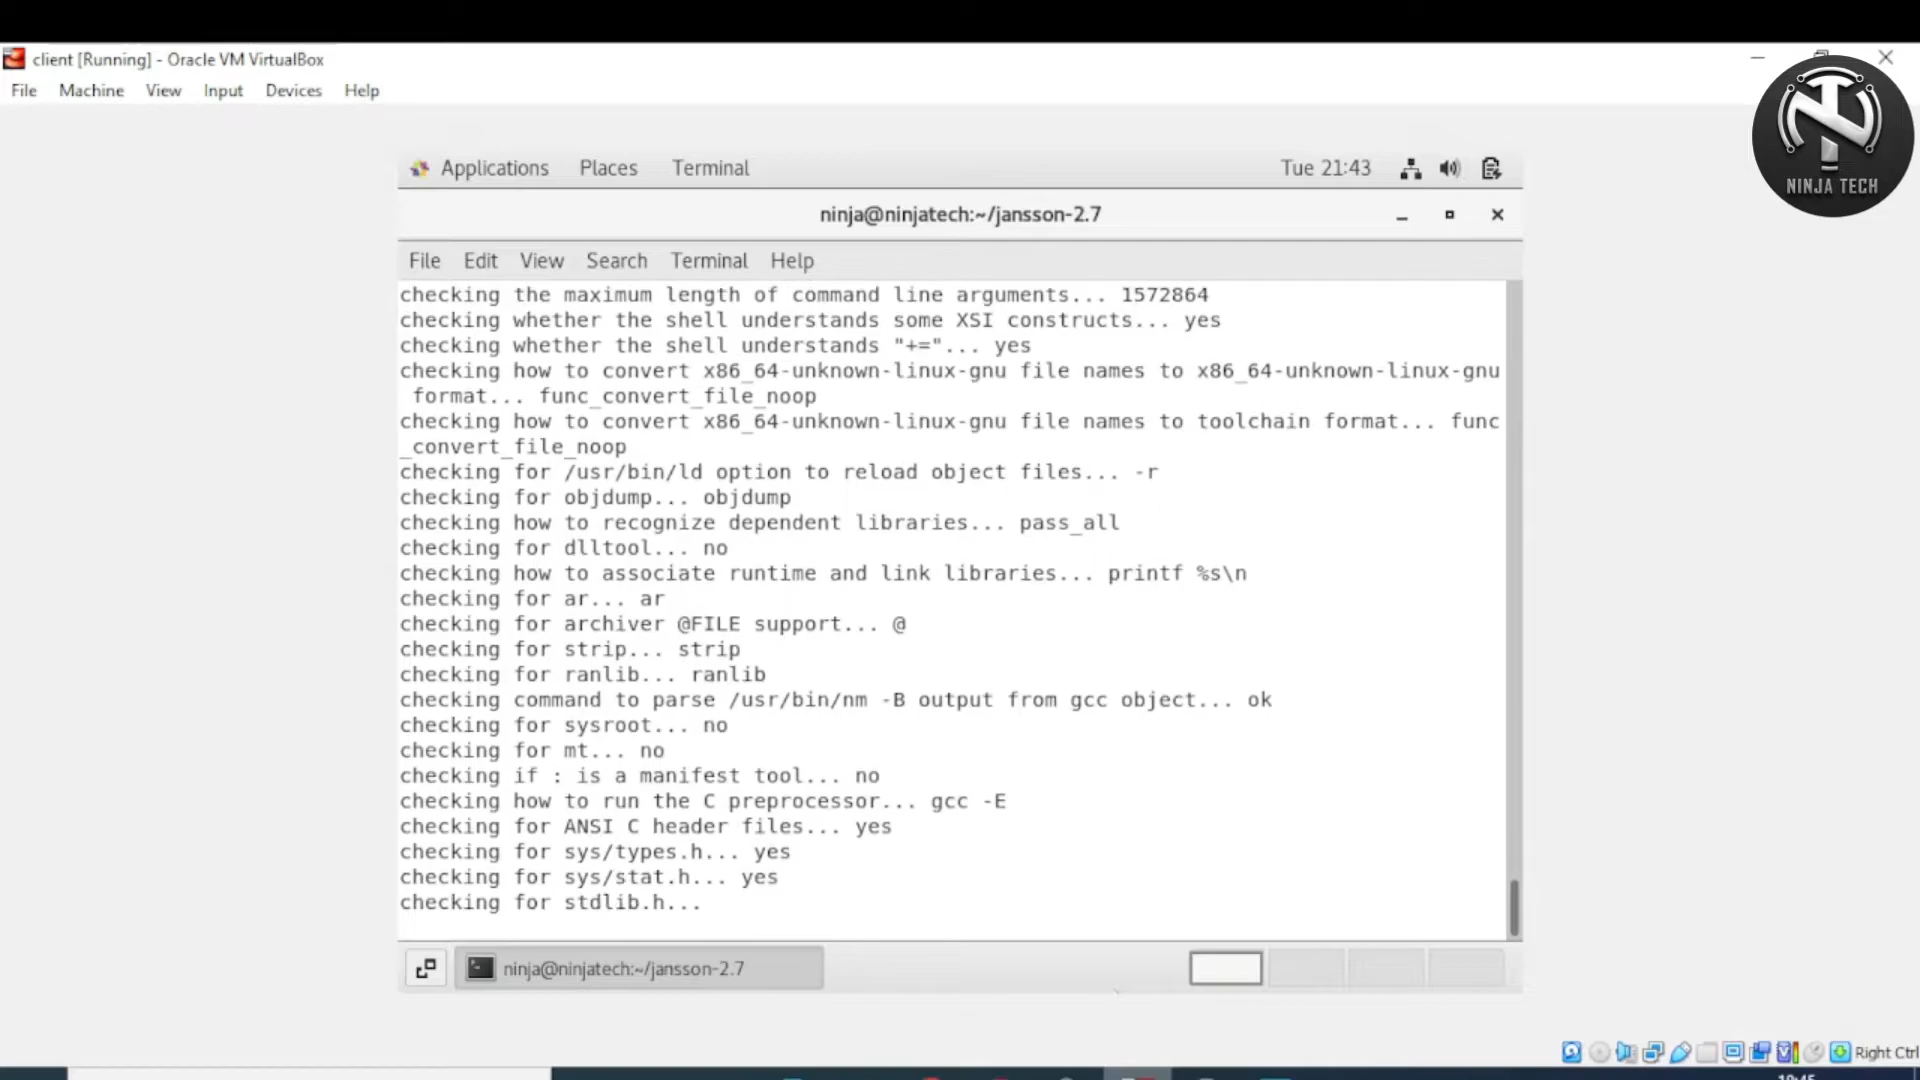 client [Running] - Oracle VM VirtualBox
File Machine View Input Devices Help
NINJA TECH
Applications Places Terminal Tue 21:43
ninja@ninjatech:~/jansson-2.7
File Edit View Search Terminal Help
checking the maximum length of command line arguments... 1572864
checking whether the shell understands some XSI constructs... yes
checking whether the shell understands "+="... yes
checking how to convert x86_64-unknown-linux-gnu file names to x86_64-unknown-linux-gnu
format... func_convert_file_noop
checking how to convert x86_64-unknown-linux-gnu file names to toolchain format... func
_convert_file_noop
checking for /usr/bin/ld option to reload object files... -r
checking for objdump... objdump
checking how to recognize dependent libraries... pass_all
checking for dlltool... no
checking how to associate runtime and link libraries... printf %s\n
checking for ar... ar
checking for archiver @FILE support... @
checking for strip... strip
checking for ranlib... ranlib
checking command to parse /usr/bin/nm -B output from gcc object... ok
checking for sysroot... no
checking for mt... no
checking if : is a manifest tool... no
checking how to run the C preprocessor... gcc -E
checking for ANSI C header files... yes
checking for sys/types.h... yes
checking for sys/stat.h... yes
checking for stdlib.h...
ninja@ninjatech:~/jansson-2.7
Right Ctrl